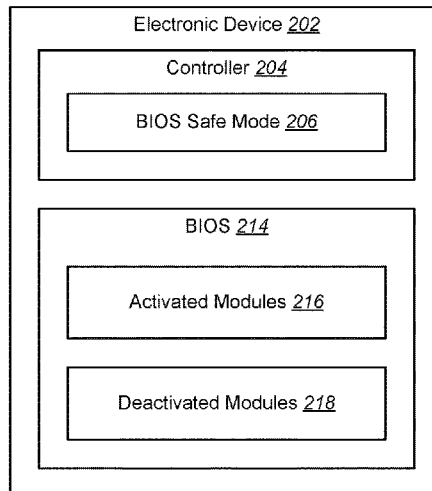 Electronic Device 202
Controller 204
BIOS Safe Mode 206
BIOS 214
Activated Modules 216
Deactivated Modules 218